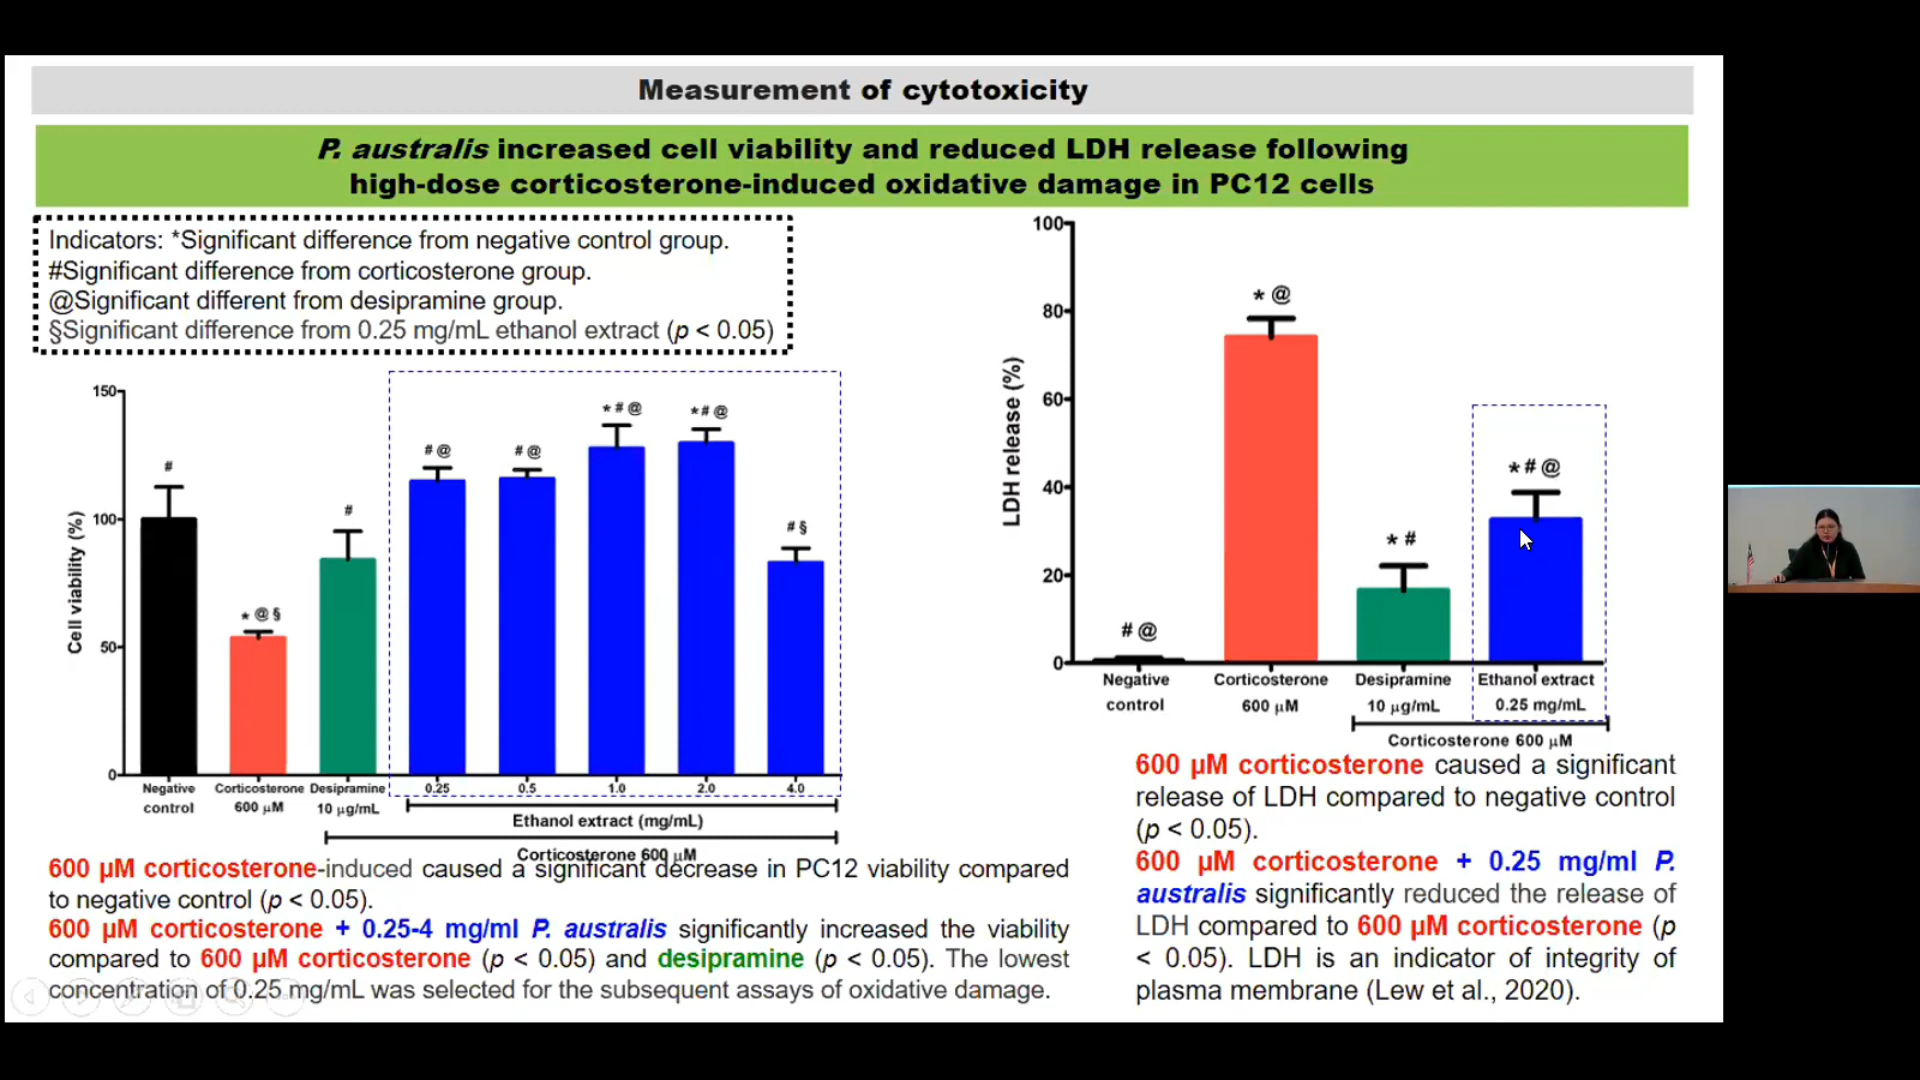 Measurement of cytotoxicity
P. australis increased cell viability and reduced LDH release following
high-dose corticosterone-induced oxidative damage in PC12 cells
Indicators: *Significant difference from negative control group.
#Significant difference from corticosterone group.
@Significant different from desipramine group.
§Significant difference from 0.25 mg/mL ethanol extract (p < 0.05)
Cell viability (%)
150
100
50
0
#
* @ §
#
# @
# @
* # @
* # @
# §
Negative control
Corticosterone 600 µM
Desipramine 10 µg/mL
0.25
0.5
1.0
2.0
4.0
Ethanol extract (mg/mL)
Corticosterone 600 µM
600 µM corticosterone-induced caused a significant decrease in PC12 viability compared
to negative control (p < 0.05).
600 µM corticosterone + 0.25-4 mg/ml P. australis significantly increased the viability
compared to 600 µM corticosterone (p < 0.05) and desipramine (p < 0.05). The lowest
concentration of 0.25 mg/mL was selected for the subsequent assays of oxidative damage.
LDH release (%)
100
80
60
40
20
0
# @
* @
* #
* # @
Negative control
Corticosterone 600 µM
Desipramine 10 µg/mL
Ethanol extract 0.25 mg/mL
Corticosterone 600 µM
600 µM corticosterone caused a significant
release of LDH compared to negative control
(p < 0.05).
600 µM corticosterone + 0.25 mg/ml P.
australis significantly reduced the release of
LDH compared to 600 µM corticosterone (p
< 0.05). LDH is an indicator of integrity of
plasma membrane (Lew et al., 2020).